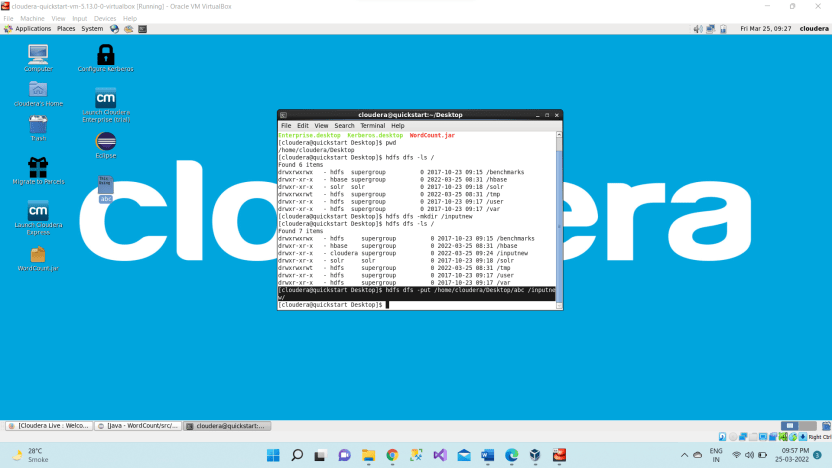 cloudera-quickstart-vm-5.13.0-0-virtualbox [Running] - Oracle VM VirtualBox
File Machine View Input Devices Help
Applications Places System
Fri Mar 25, 09:27 cloudera
Computer
Configure Kerberos
cloudera's Home
Launch Cloudera
Enterprise (trial)
Trash
Eclipse
Migrate to Parcels
abc
Launch Cloudera
Express
WordCount.jar
cloudera
cloudera@quickstart:~/Desktop
File Edit View Search Terminal Help
Enterprise.desktop Kerberos.desktop WordCount.jar
[cloudera@quickstart Desktop]$ pwd
/home/cloudera/Desktop
[cloudera@quickstart Desktop]$ hdfs dfs -ls /
Found 6 items
drwxrwxrwx - hdfs supergroup 0 2017-10-23 09:15 /benchmarks
drwxr-xr-x - hbase supergroup 0 2022-03-25 08:31 /hbase
drwxr-xr-x - solr solr 0 2017-10-23 09:18 /solr
drwxrwxrwt - hdfs supergroup 0 2022-03-25 08:31 /tmp
drwxr-xr-x - hdfs supergroup 0 2017-10-23 09:17 /user
drwxr-xr-x - hdfs supergroup 0 2017-10-23 09:17 /var
[cloudera@quickstart Desktop]$ hdfs dfs -mkdir /inputnew
[cloudera@quickstart Desktop]$ hdfs dfs -ls /
Found 7 items
drwxrwxrwx - hdfs supergroup 0 2017-10-23 09:15 /benchmarks
drwxr-xr-x - hbase supergroup 0 2022-03-25 08:31 /hbase
drwxr-xr-x - cloudera supergroup 0 2022-03-25 09:24 /inputnew
drwxr-xr-x - solr solr 0 2017-10-23 09:18 /solr
drwxrwxrwt - hdfs supergroup 0 2022-03-25 08:31 /tmp
drwxr-xr-x - hdfs supergroup 0 2017-10-23 09:17 /user
drwxr-xr-x - hdfs supergroup 0 2017-10-23 09:17 /var
[cloudera@quickstart Desktop]$ hdfs dfs -put /home/cloudera/Desktop/abc /inputne
w/
[cloudera@quickstart Desktop]$
[Cloudera Live : Welco...
[Java - WordCount/src/...
cloudera@quickstart:...
Right Ctrl
28°C
Smoke
ENG
IN
09:57 PM
25-03-2022